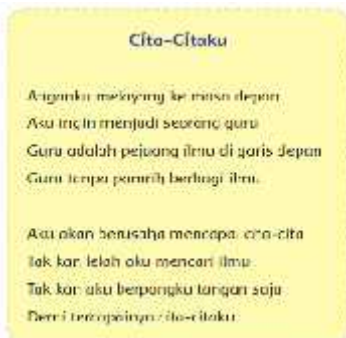 Cita-Citaku
Anganku melayang ke masa depan
Aku ingin menjadi seorang guru
Guru adalah pejuang ilmu di garis depan
Guru tanpa pamrih berbagi ilmu.
Aku akan berusaha mencapai cita-cita
Tak kan lelah aku mencari ilmu
Tak kan aku berpangku tangan saja
Demi tercapainya cita-citaku